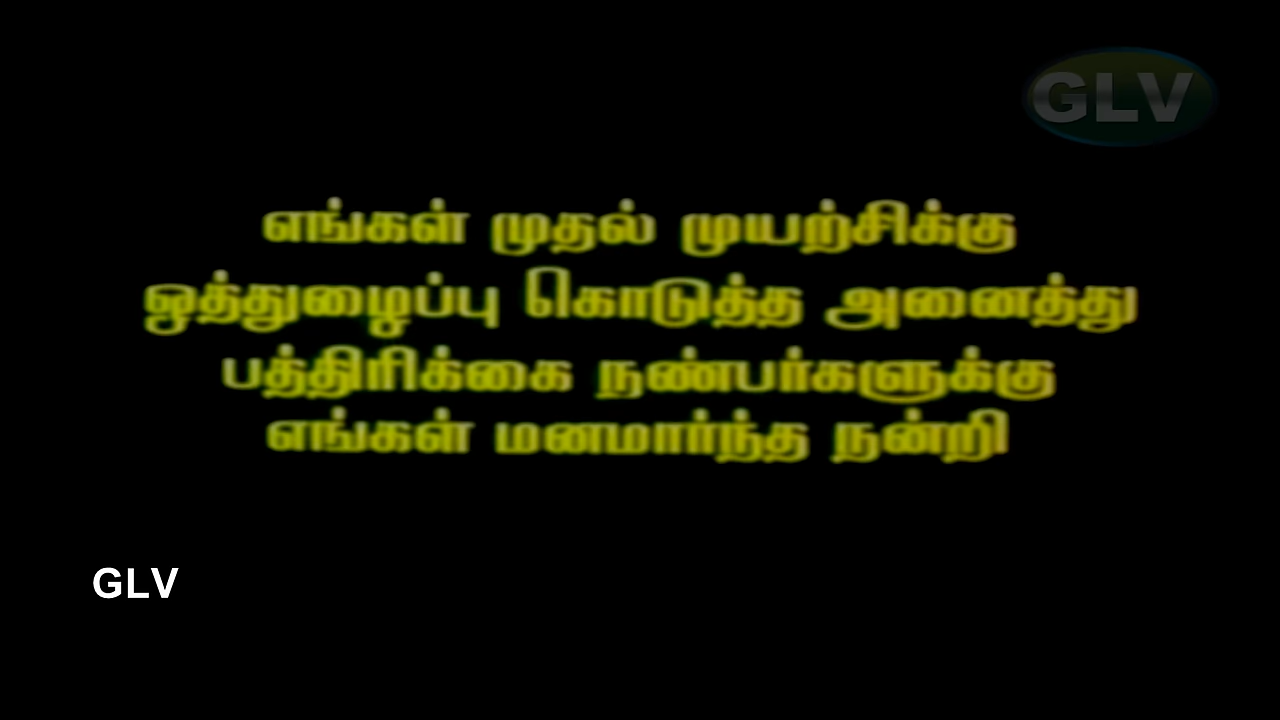 GLV
எங்கள் முதல் முயற்சிக்கு
ஒத்துழைப்பு கொடுத்த அனைத்து
பத்திரிக்கை நண்பர்களுக்கு
எங்கள் மனமார்ந்த நன்றி
GLV